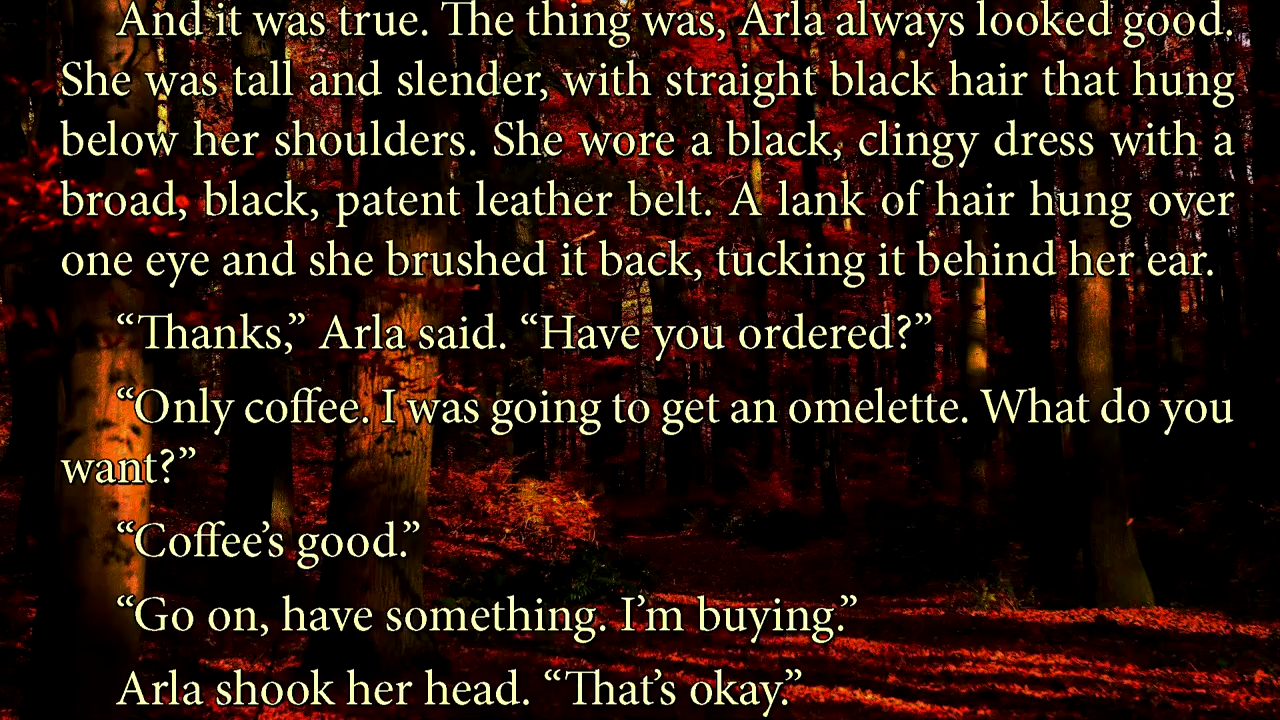 And it was true. The thing was, Arla always looked good.
She was tall and slender, with straight black hair that hung
below her shoulders. She wore a black, clingy dress with a
broad, black, patent leather belt. A lank of hair hung over
one eye and she brushed it back, tucking it behind her ear.
“Thanks,” Arla said. “Have you ordered?”
“Only coffee. I was going to get an omelette. What do you
want?”
“Coffee’s good.”
“Go on, have something. I’m buying.”
Arla shook her head. “That’s okay.”